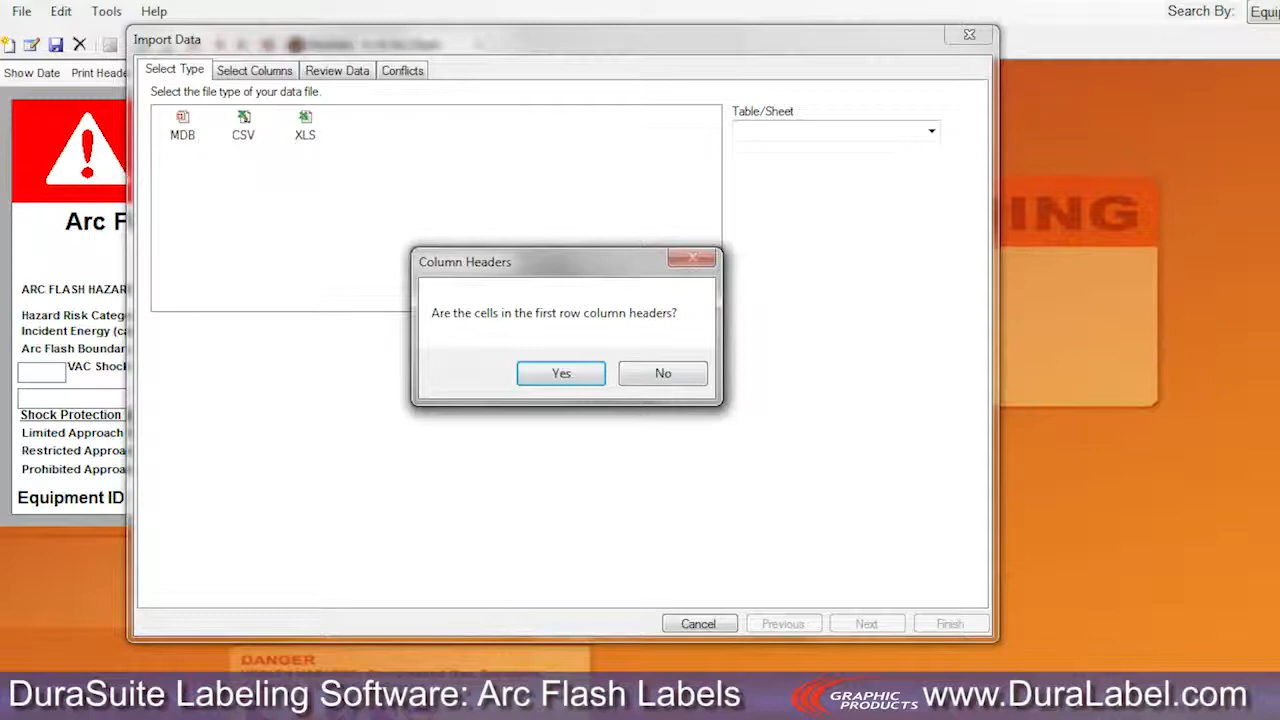 File Edit Tools Help
Search By:
Equip
Import Data
Show Date Print Heade
Select Type Select Columns Review Data Conflicts
Select the file type of your data file.
MDB CSV XLS
Table/Sheet
Arc F
ARC FLASH HAZAR
Hazard Risk Categ
Incident Energy (ca
Arc Flash Boundar
VAC Shoc
Shock Protection
Limited Approach
Restricted Approa
Prohibited Approa
Equipment ID
Column Headers
Are the cells in the first row column headers?
Yes No
ING
Cancel Previous Next Finish
DANGER
DuraSuite Labeling Software: Arc Flash Labels
GRAPHIC
PRODUCTS
www.DuraLabel.com